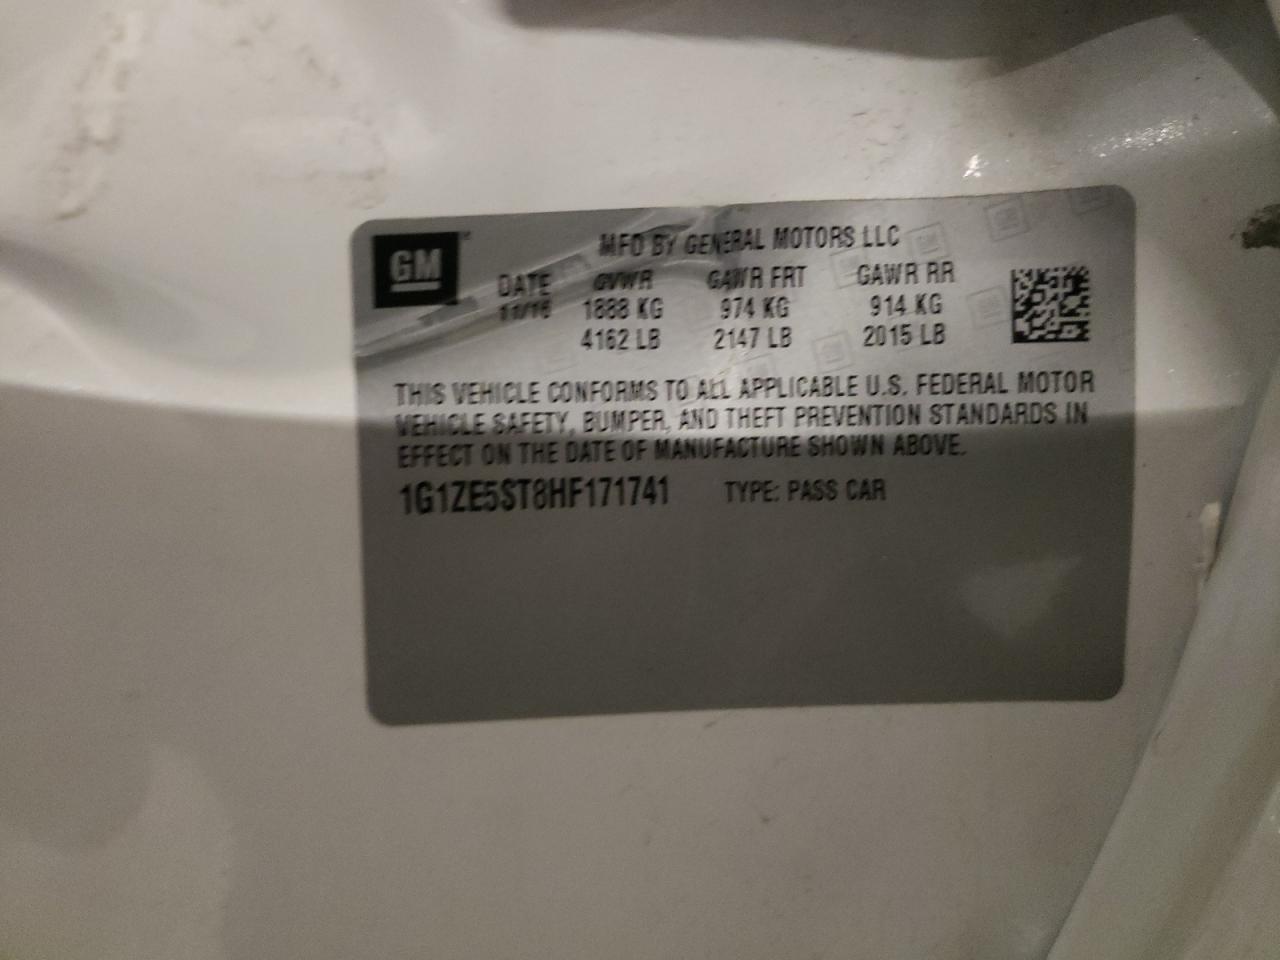 GM
MFD BY GENERAL MOTORS LLC
DATE GVWR GAWR FRT GAWR RR
11/16 1888 KG 974 KG 914 KG
4162 LB 2147 LB 2015 LB
THIS VEHICLE CONFORMS TO ALL APPLICABLE U.S. FEDERAL MOTOR
VEHICLE SAFETY, BUMPER, AND THEFT PREVENTION STANDARDS IN
EFFECT ON THE DATE OF MANUFACTURE SHOWN ABOVE.
1G1ZE5ST8HF171741 TYPE: PASS CAR